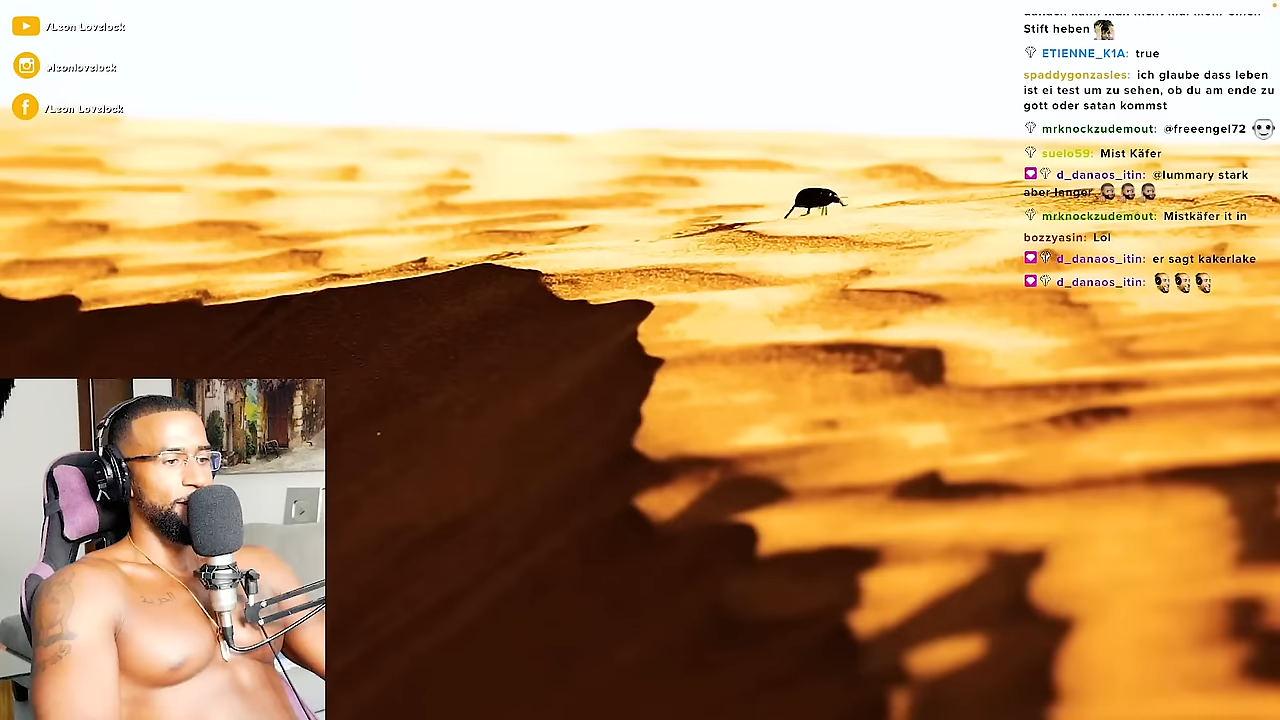 /Leon Lovelock
/Leon Lovelock
Stift heben
ETIENNE_K1A: true
spaddygonzasles: ich glaube dass leben
ist ei test um zu sehen, ob du am ende zu
gott oder satan kommst
mrknockzudemout: @freeengel72
suelo59: Mist Käfer
d_danaos_itin: @lummary stark
aber länger
mrknockzudemout: Mistkäfer it in
bozzyasin: Lol
d_danaos_itin: er sagt kakerlake
d_danaos_itin: